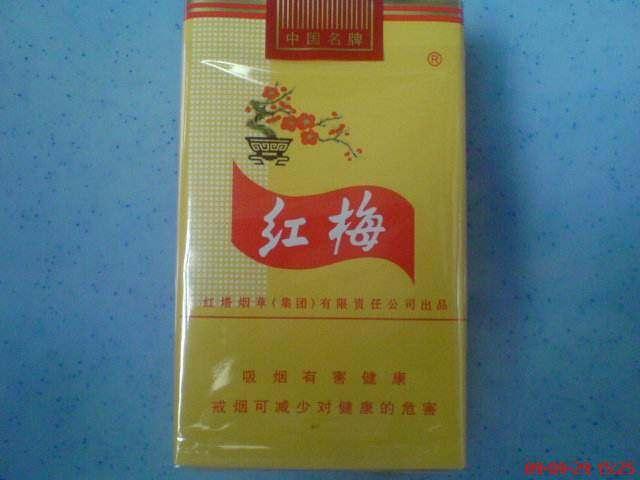 中国名牌
®
红梅
红塔烟草(集团)有限责任公司出品
吸烟有害健康
戒烟可减少对健康的危害
09-09-29 15:25